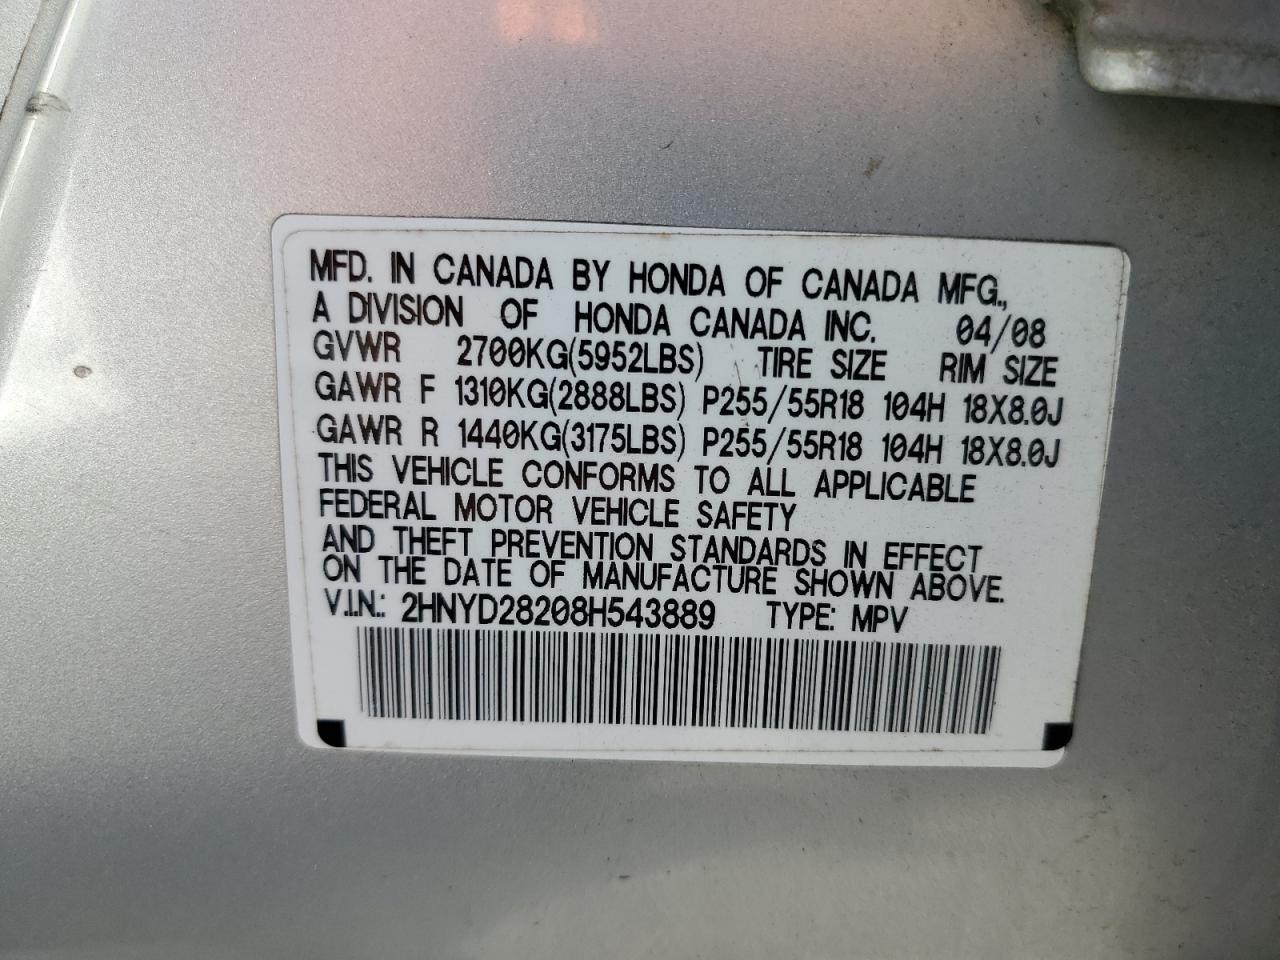 MFD. IN CANADA BY HONDA OF CANADA MFG.,
A DIVISION OF HONDA CANADA INC. 04/08
GVWR 2700KG(5952LBS) TIRE SIZE RIM SIZE
GAWR F 1310KG(2888LBS) P255/55R18 104H 18X8.0J
GAWR R 1440KG(3175LBS) P255/55R18 104H 18X8.0J
THIS VEHICLE CONFORMS TO ALL APPLICABLE
FEDERAL MOTOR VEHICLE SAFETY
AND THEFT PREVENTION STANDARDS IN EFFECT
ON THE DATE OF MANUFACTURE SHOWN ABOVE.
V.I.N.: 2HNYD28208H543889 TYPE: MPV